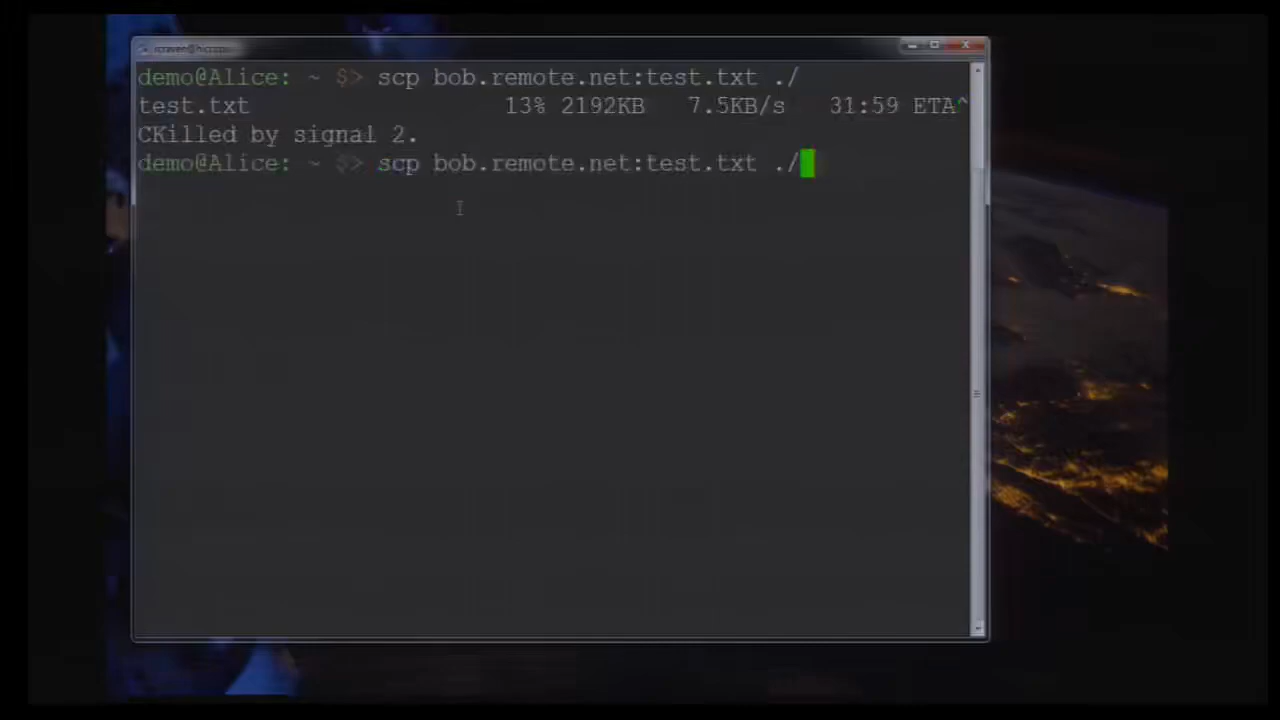 demo@Alice: ~ $> scp bob.remote.net:test.txt ./
test.txt 13% 2192KB 7.5KB/s 31:59 ETA^
CKilled by signal 2.
demo@Alice: ~ $> scp bob.remote.net:test.txt ./